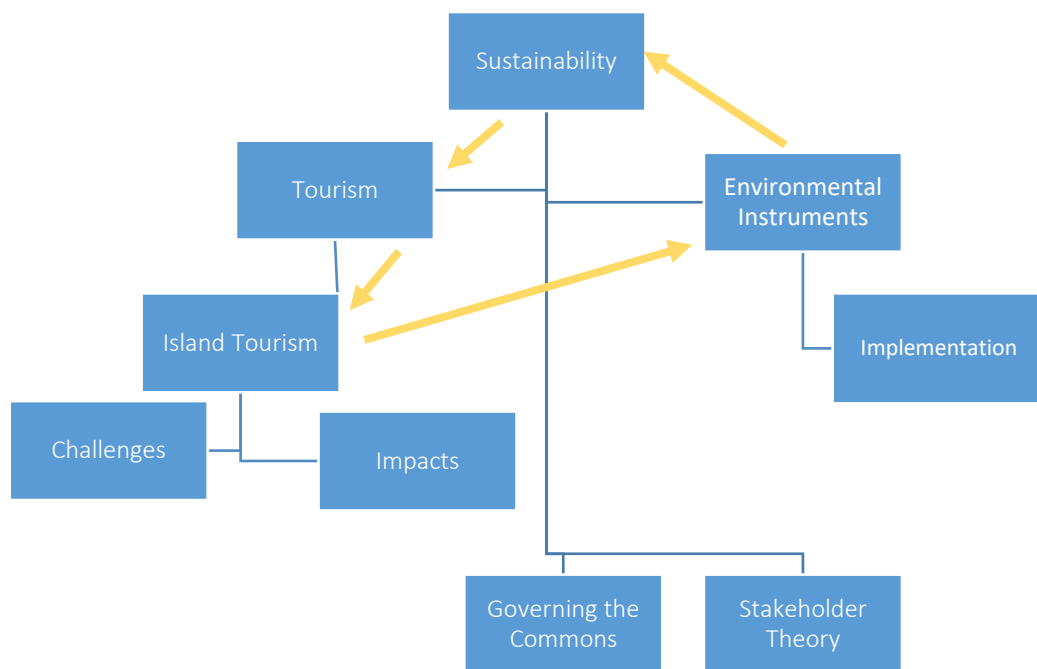 Sustainability
Tourism
Environmental
Instruments
Island Tourism
Implementation
Challenges
Impacts
Governing the
Commons
Stakeholder
Theory